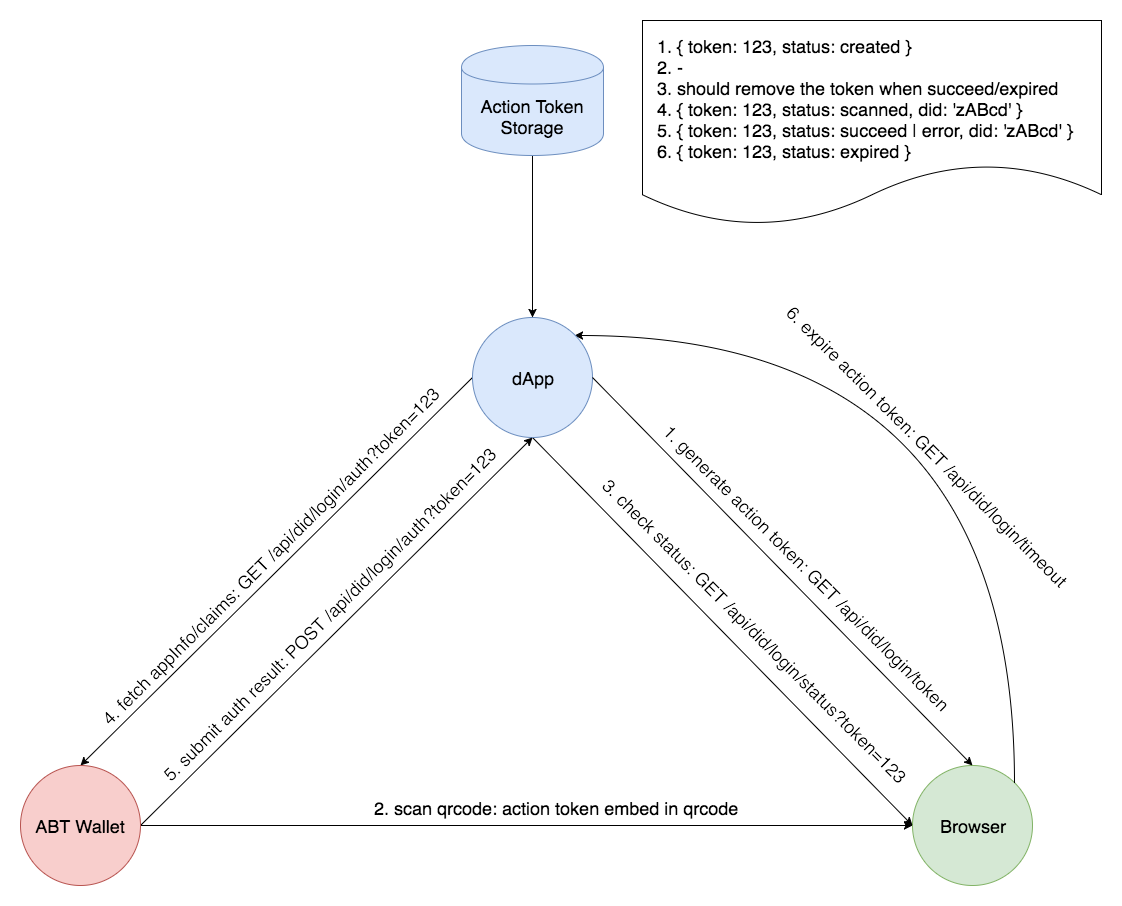 1. { token: 123, status: created }
2. -
3. should remove the token when succeed/expired
4. { token: 123, status: scanned, did: 'zABcd' }
5. { token: 123, status: succeed | error, did: 'zABcd' }
6. { token: 123, status: expired }
Action Token
Storage
dApp
6. expire action token: GET /api/did/login/timeout
1. generate action token: GET /api/did/login/token
3. check status: GET /api/did/login/status?token=123
4. fetch appInfo/claims: GET /api/did/login/auth?token=123
5. submit auth result: POST /api/did/login/auth?token=123
2. scan qrcode: action token embed in qrcode
ABT Wallet
Browser